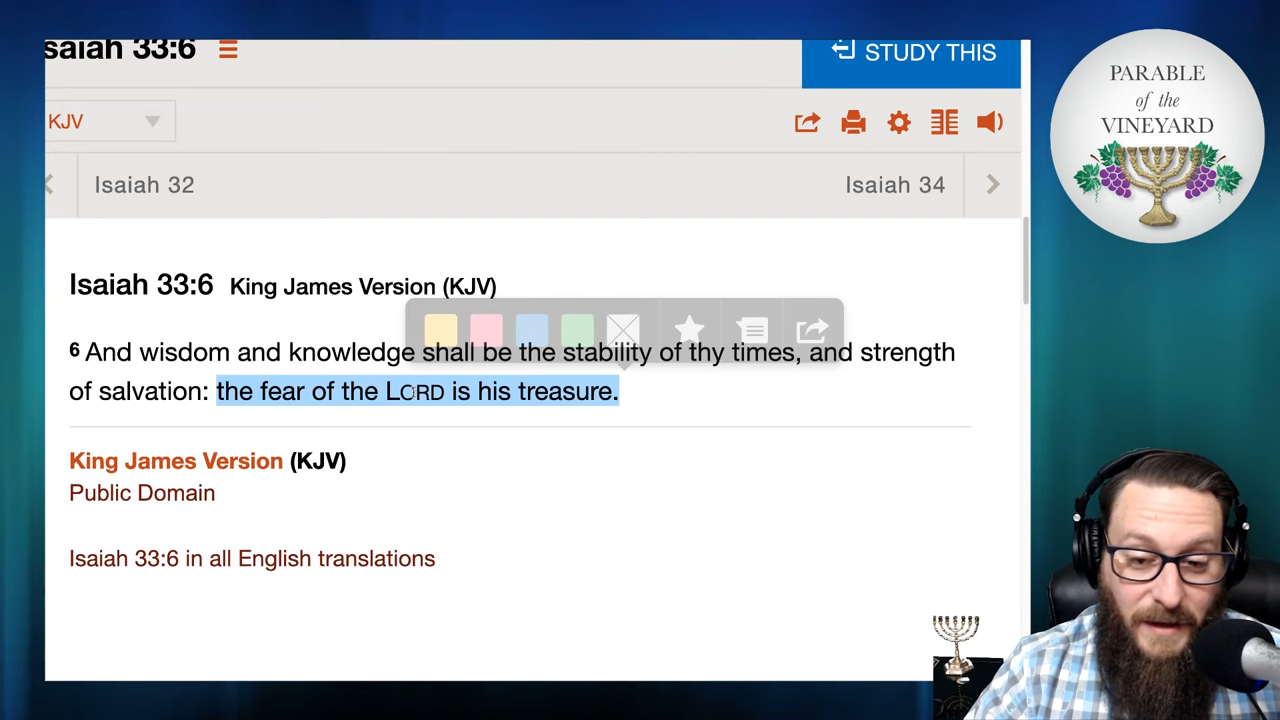 saiah 33:6
STUDY THIS
KJV
Isaiah 32
Isaiah 34
Isaiah 33:6 King James Version (KJV)
6 And wisdom and knowledge shall be the stability of thy times, and strength
of salvation: the fear of the LORD is his treasure.
King James Version (KJV)
Public Domain
Isaiah 33:6 in all English translations
PARABLE
of the
VINEYARD